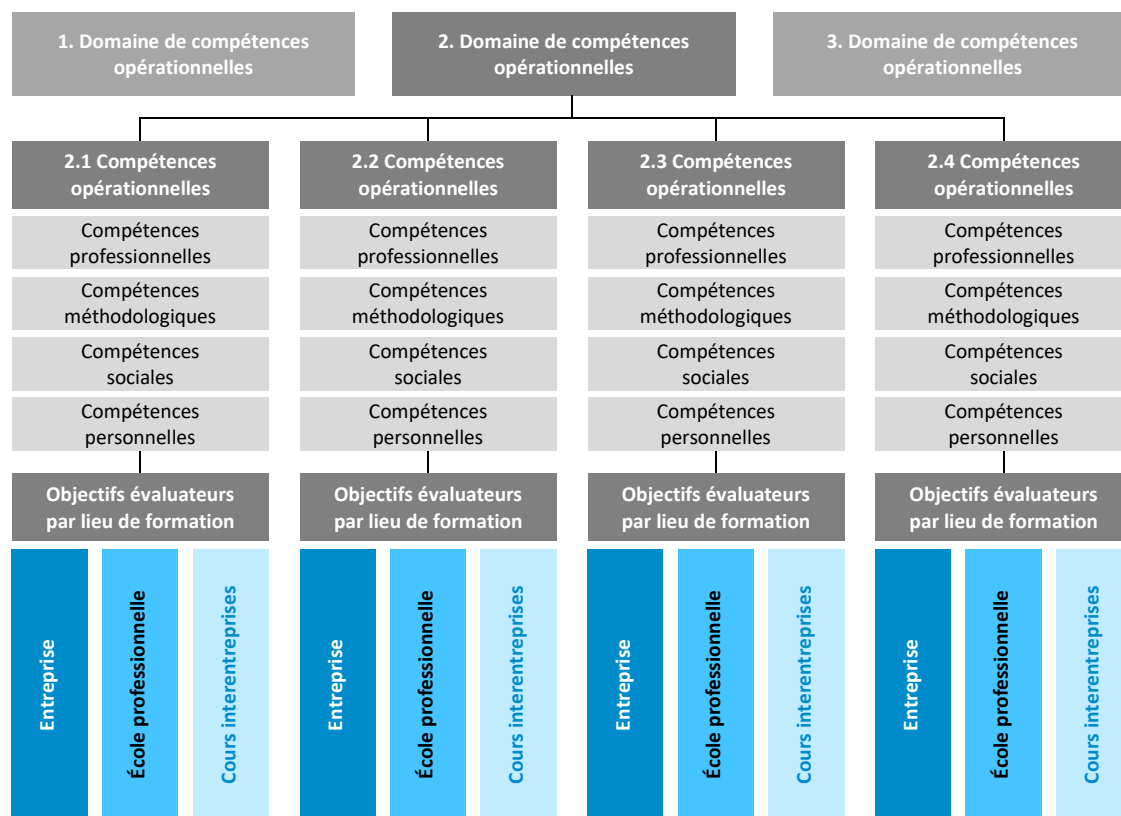 1. Domaine de compétences
opérationnelles
2. Domaine de compétences
opérationnelles
3. Domaine de compétences
opérationnelles
2.1 Compétences
opérationnelles
2.2 Compétences
opérationnelles
2.3 Compétences
opérationnelles
2.4 Compétences
opérationnelles
Compétences
professionnelles
Compétences
professionnelles
Compétences
professionnelles
Compétences
professionnelles
Compétences
méthodologiques
Compétences
méthodologiques
Compétences
méthodologiques
Compétences
méthodologiques
Compétences
sociales
Compétences
sociales
Compétences
sociales
Compétences
sociales
Compétences
personnelles
Compétences
personnelles
Compétences
personnelles
Compétences
personnelles
Objectifs évaluateurs
par lieu de formation
Objectifs évaluateurs
par lieu de formation
Objectifs évaluateurs
par lieu de formation
Objectifs évaluateurs
par lieu de formation
Entreprise
École professionnelle
Cours interentreprises
Entreprise
École professionnelle
Cours interentreprises
Entreprise
École professionnelle
Cours interentreprises
Entreprise
École professionnelle
Cours interentreprises